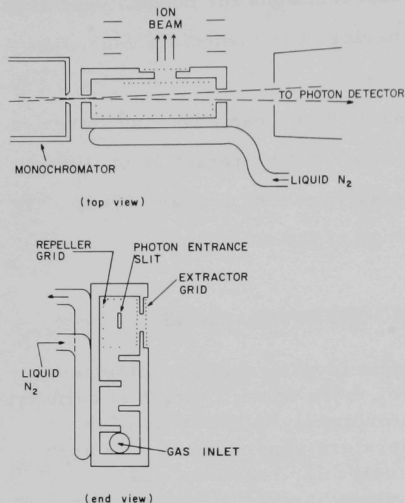 ION
BEAM
TO PHOTON DETECTOR
MONOCHROMATOR
LIQUID N₂
(top view)
REPELLER
GRID
PHOTON ENTRANCE
SLIT
EXTRACTOR
GRID
LIQUID
N₂
GAS INLET
(end view)